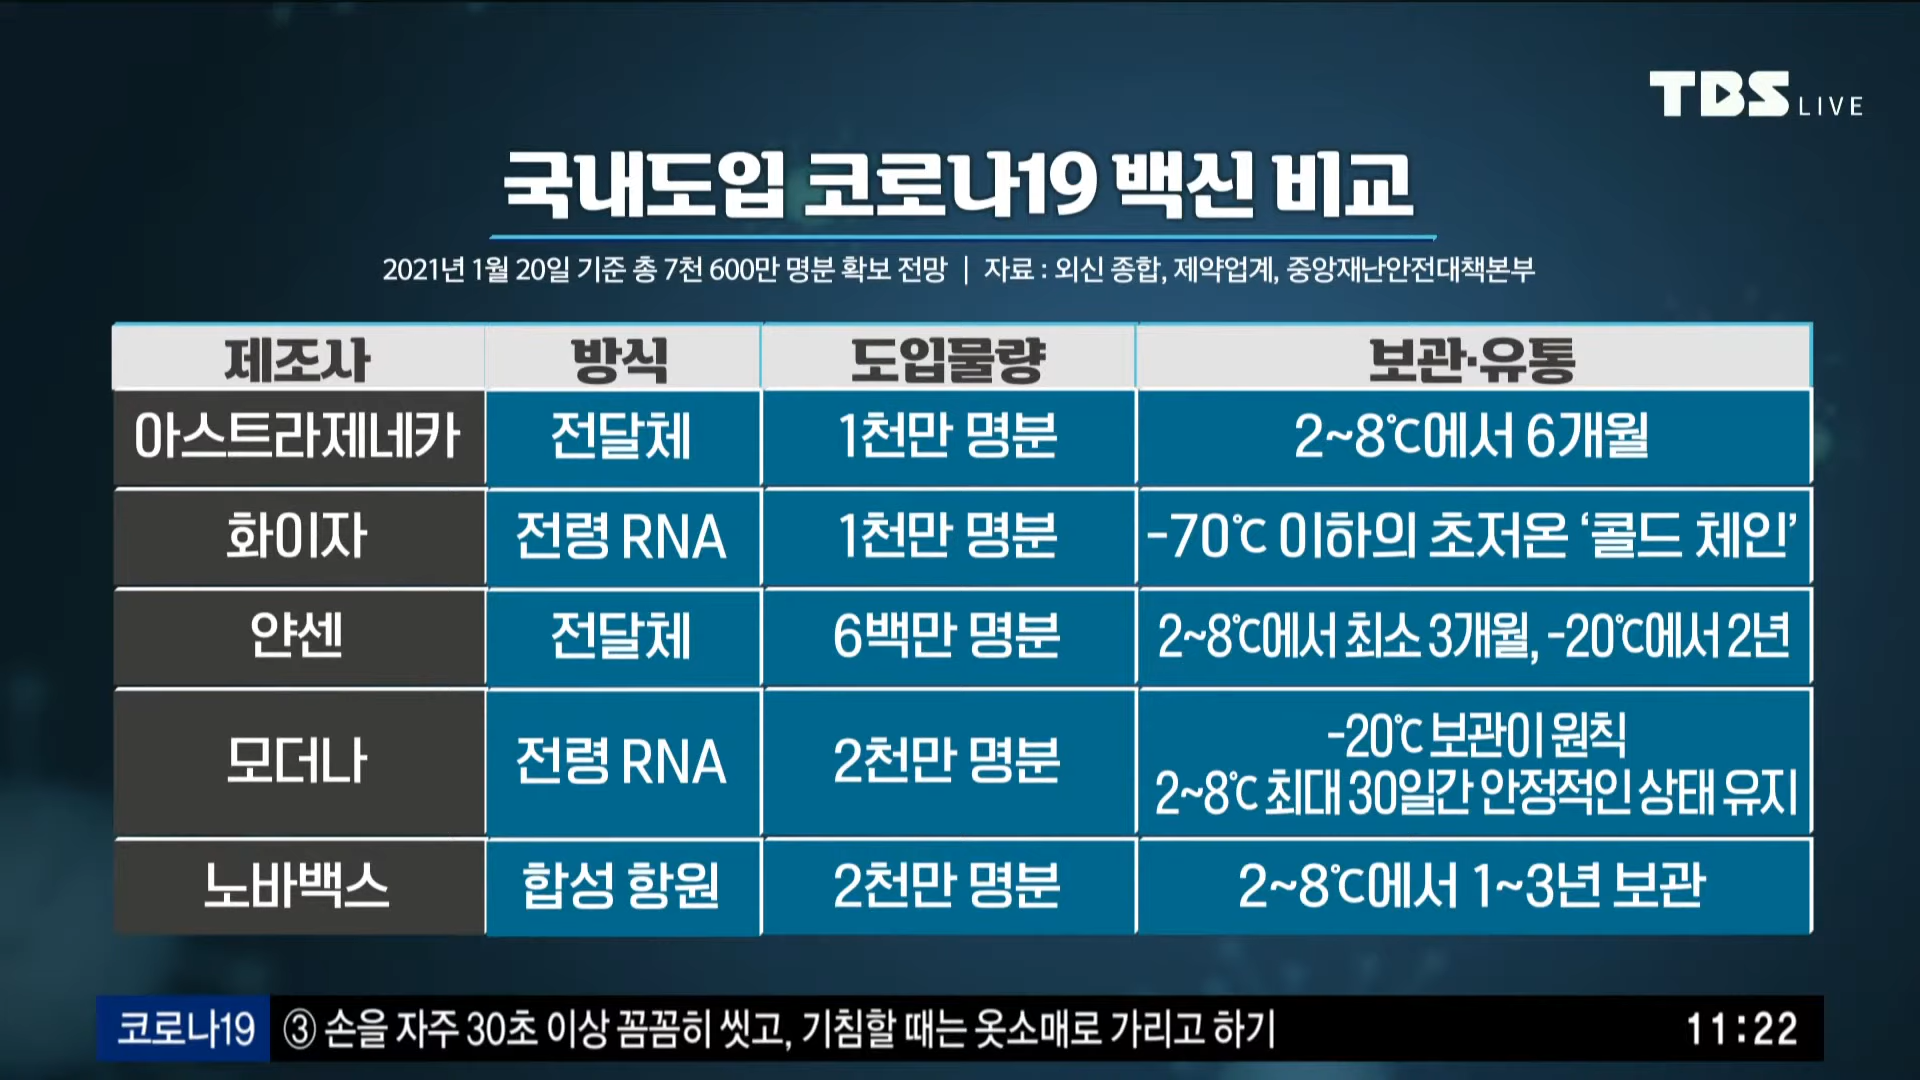 TBS LIVE
국내도입 코로나19 백신 비교
2021년 1월 20일 기준 총 7천 600만 명분 확보 전망 | 자료 : 외신 종합, 제약업계, 중앙재난안전대책본부
제조사 방식 도입물량 보관·유통
아스트라제네카 전달체 1천만 명분 2~8℃에서 6개월
화이자 전령 RNA 1천만 명분 -70℃ 이하의 초저온 ‘콜드 체인’
얀센 전달체 6백만 명분 2~8℃에서 최소 3개월, -20℃에서 2년
모더나 전령 RNA 2천만 명분 -20℃ 보관이 원칙
2~8℃ 최대 30일간 안정적인 상태 유지
노바백스 합성 항원 2천만 명분 2~8℃에서 1~3년 보관
코로나19 ③ 손을 자주 30초 이상 꼼꼼히 씻고, 기침할 때는 옷소매로 가리고 하기 11:22